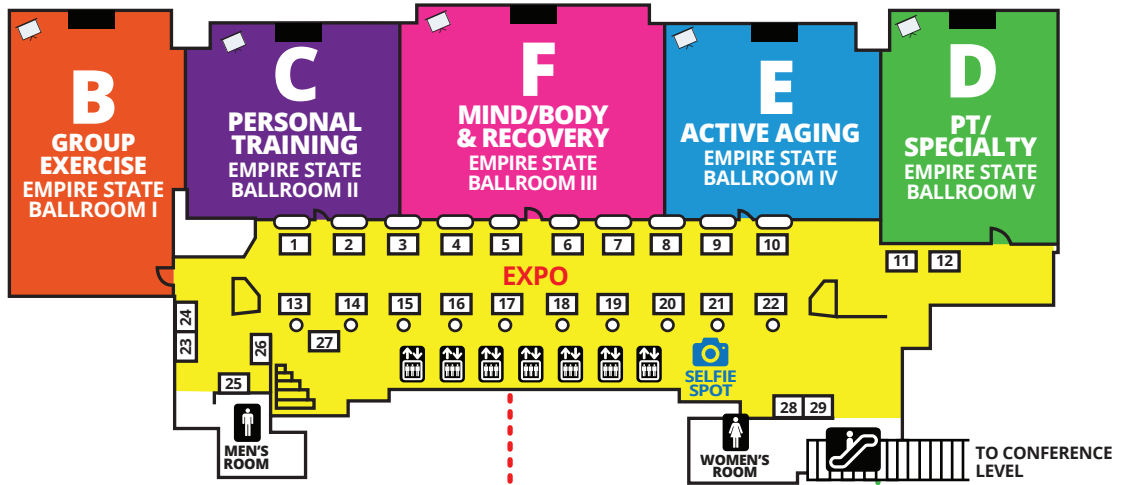 B
GROUP
EXERCISE
EMPIRE STATE
BALLROOM I
C
PERSONAL
TRAINING
EMPIRE STATE
BALLROOM II
F
MIND/BODY
& RECOVERY
EMPIRE STATE
BALLROOM III
E
ACTIVE AGING
EMPIRE STATE
BALLROOM IV
D
PT/
SPECIALTY
EMPIRE STATE
BALLROOM V
1 2 3 4 5 6 7 8 9 10
11 12
EXPO
13 14 15 16 17 18 19 20 21 22
24
23
26
27
25
SELFIE
SPOT
28 29
MEN'S
ROOM
WOMEN'S
ROOM
TO CONFERENCE
LEVEL